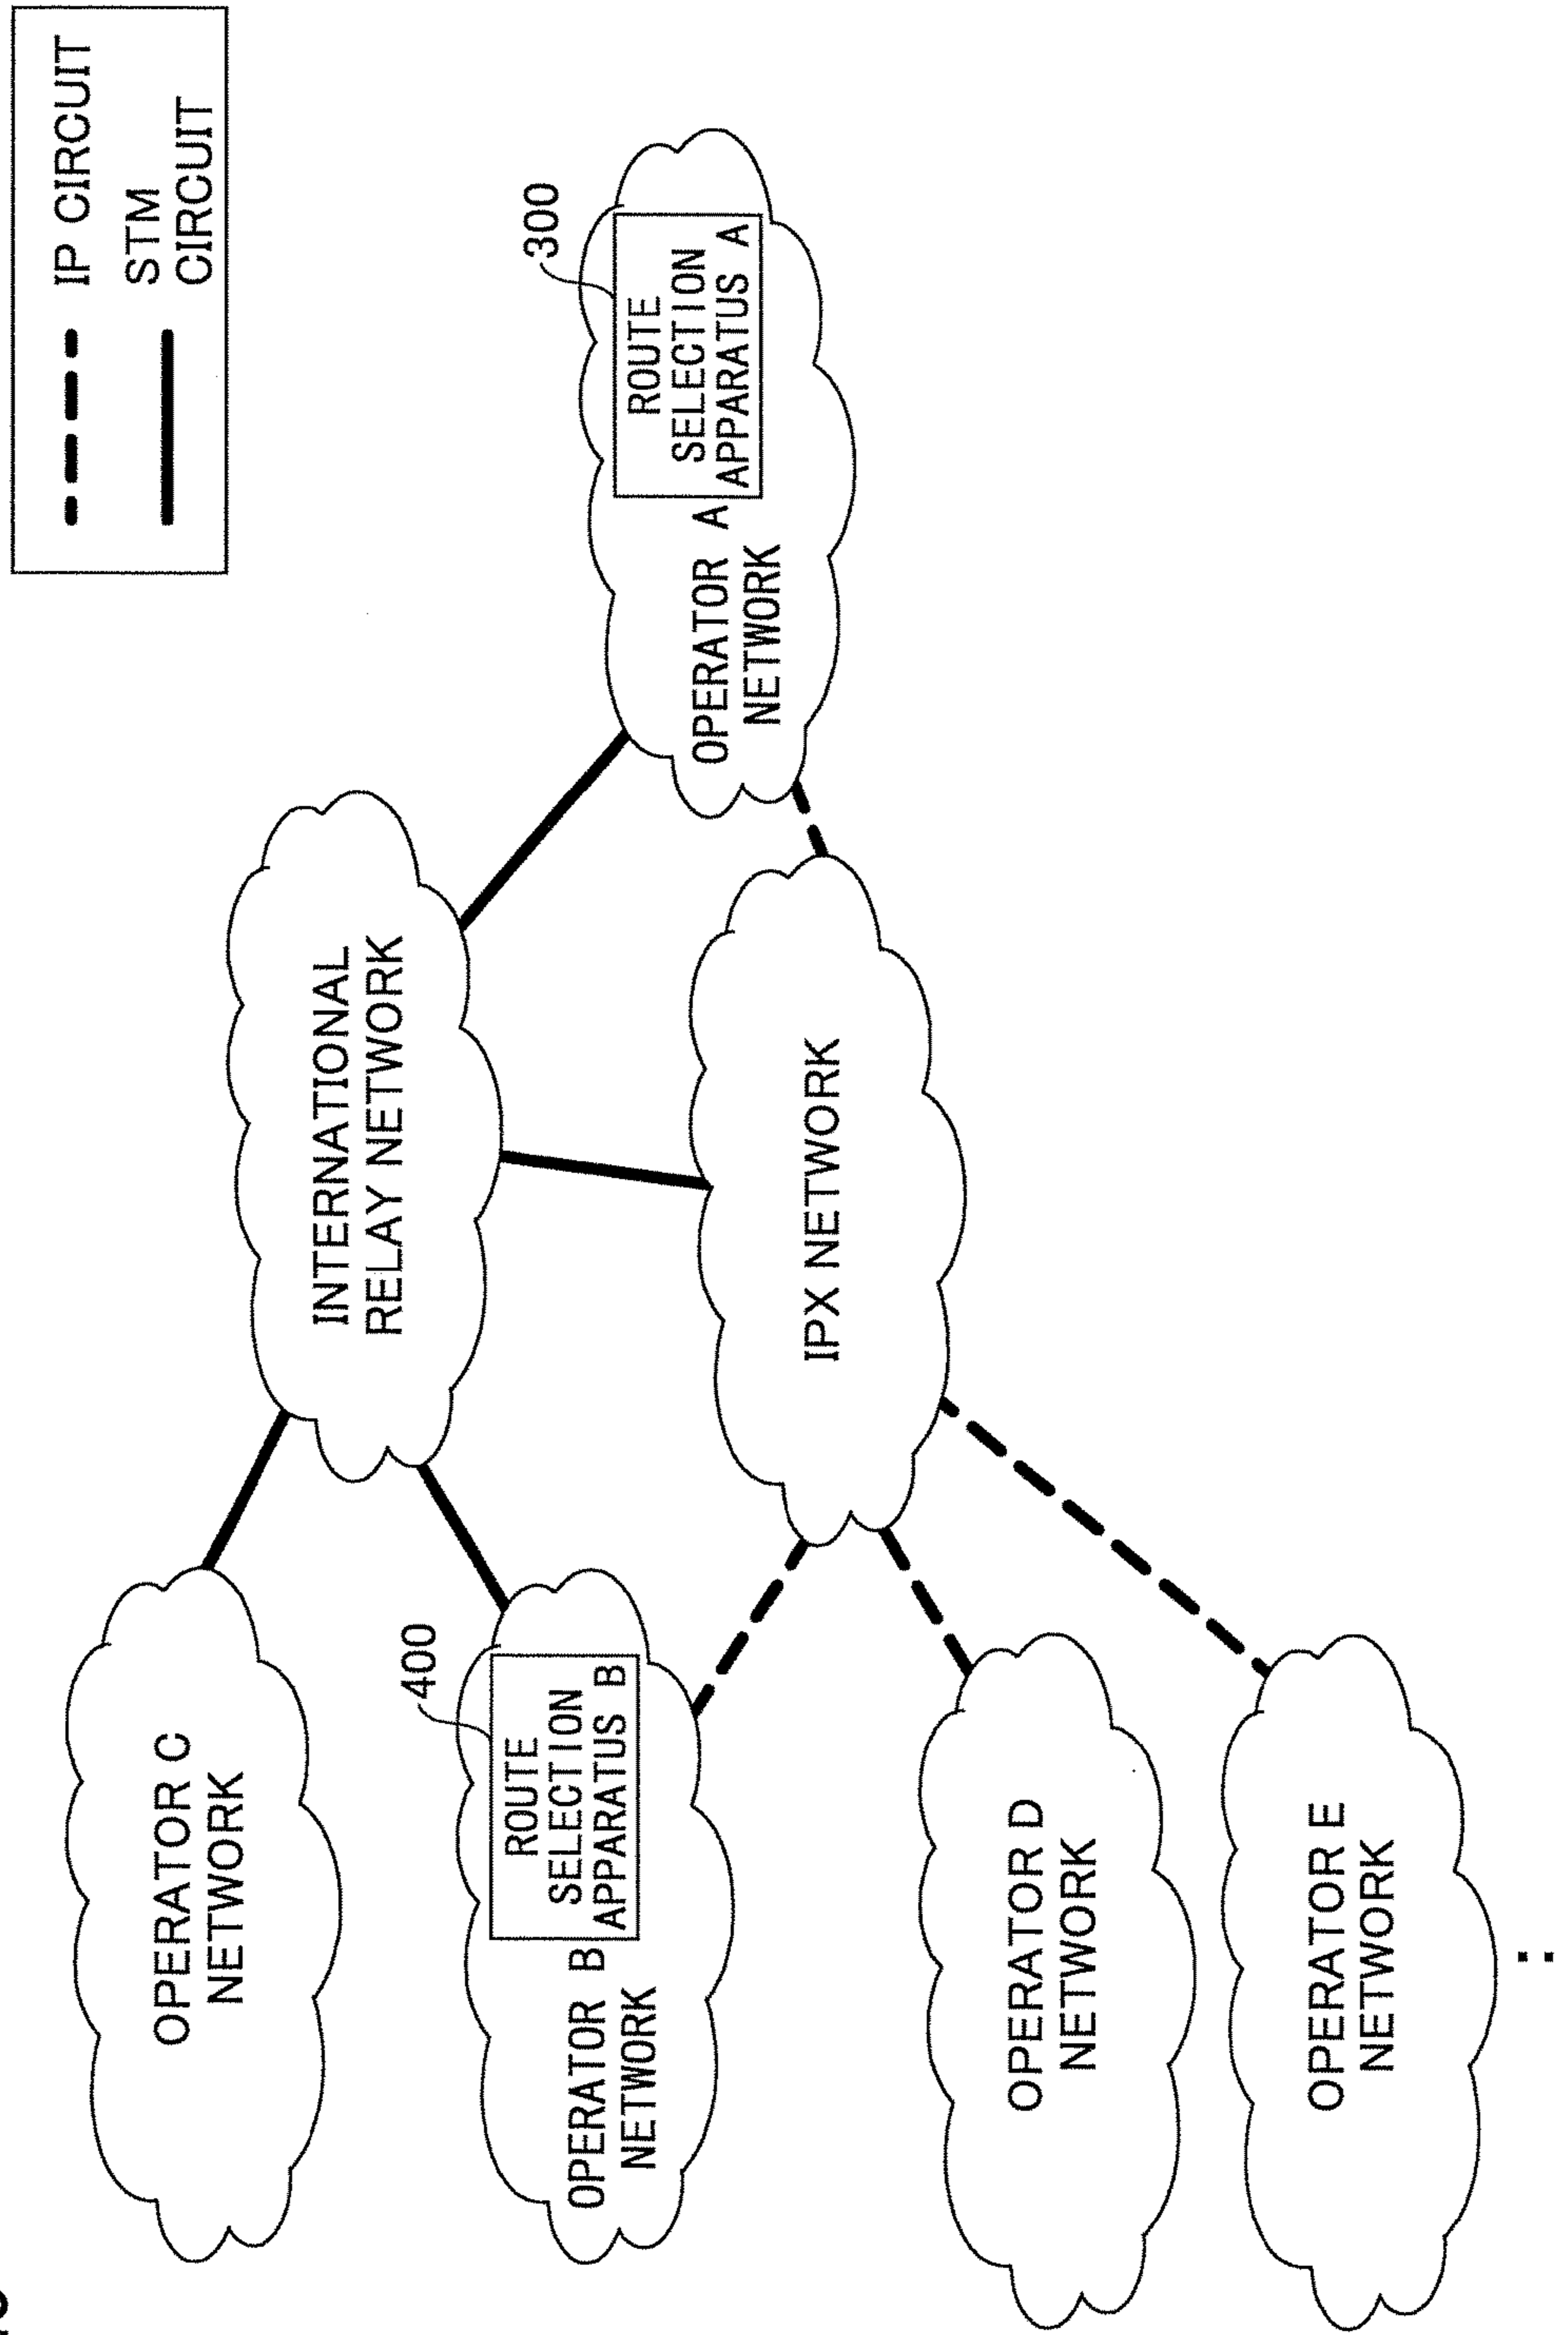 IP CIRCUIT
STM
CIRCUIT
OPERATOR C
NETWORK
INTERNATIONAL
RELAY NETWORK
400
ROUTE
SELECTION
APPARATUS B
OPERATOR B
NETWORK
300
ROUTE
SELECTION
APPARATUS A
OPERATOR A
NETWORK
IPX NETWORK
OPERATOR D
NETWORK
OPERATOR E
NETWORK